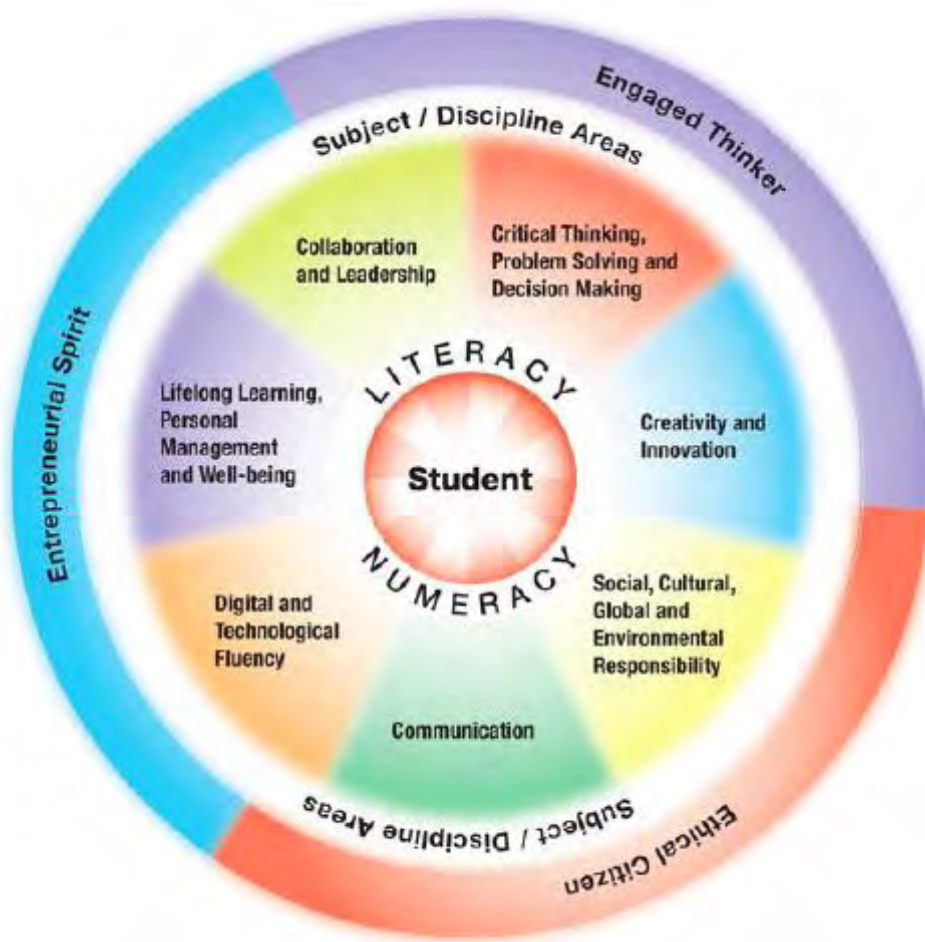 Engaged Thinker
Subject / Discipline Areas
Collaboration
and Leadership
Critical Thinking,
Problem Solving and
Decision Making
Entrepreneurial Spirit
LITERACY
Lifelong Learning,
Personal
Management
and Well-being
Student
Creativity and
Innovation
NUMERACY
Digital and
Technological
Fluency
Social, Cultural,
Global and
Environmental
Responsibility
Communication
Subject / Discipline Areas
Ethical Citizen